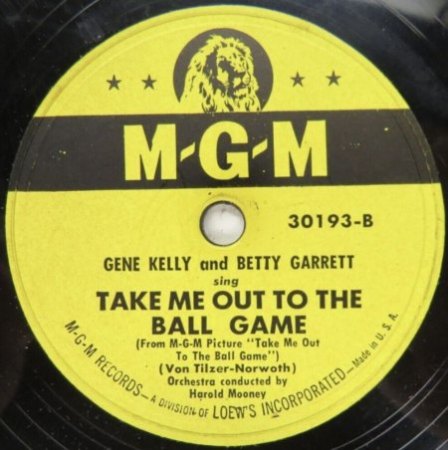 M-G-M
30193-B
GENE KELLY and BETTY GARRETT
sing
TAKE ME OUT TO THE
BALL GAME
(From M-G-M Picture "Take Me Out
To The Ball Game")
(Von Tilzer-Norwoth)
Orchestra conducted by
Harold Mooney
M-G-M RECORDS—A DIVISION OF LOEW'S INCORPORATED—Made in U.S.A.